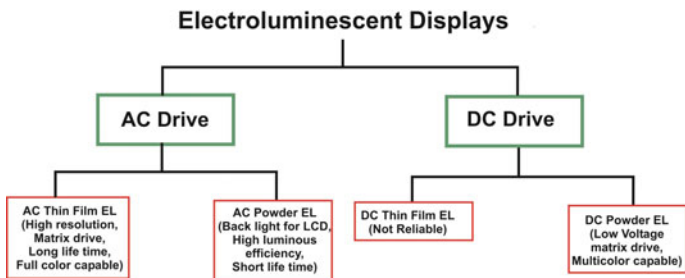 Electroluminescent Displays
AC Drive
DC Drive
AC Thin Film EL
(High resolution,
Matrix drive,
Long life time,
Full color capable)
AC Powder EL
(Back light for LCD,
High luminous
efficiency,
Short life time)
DC Thin Film EL
(Not Reliable)
DC Powder EL
(Low Voltage
matrix drive,
Multicolor capable)